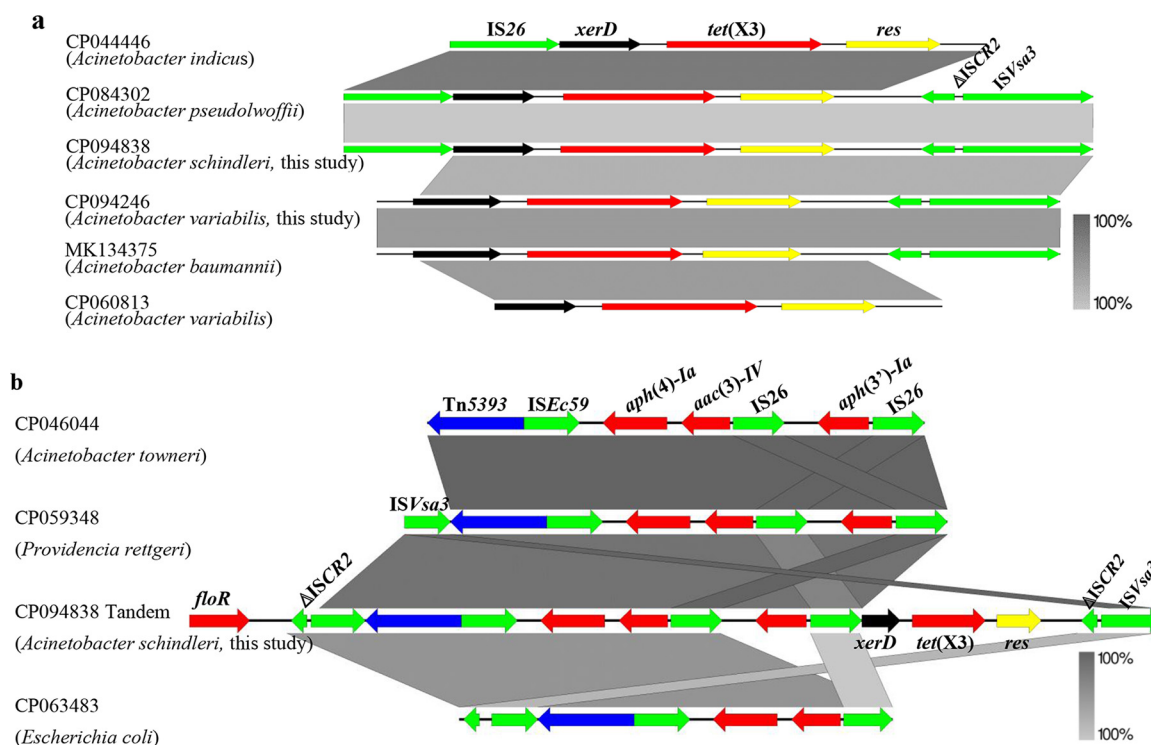 a
IS26 xerD tet(X3) res
CP044446
(Acinetobacter indicus)
ΔISCR2 ISVsa3
CP084302
(Acinetobacter pseudolwoffii)
CP094838
(Acinetobacter schindleri, this study)
CP094246
(Acinetobacter variabilis, this study)
100%
MK134375
(Acinetobacter baumannii)
100%
CP060813
(Acinetobacter variabilis)
b
Tn5393 ISEc59 aph(4)-Ia aac(3)-IV IS26 aph(3’)-Ia IS26
CP046044
(Acinetobacter towneri)
ISVsa3
CP059348
(Providencia rettgeri)
floR ΔISCR2 ΔISCR2 ISVsa3
CP094838 Tandem
(Acinetobacter schindleri, this study)
xerD tet(X3) res
100%
CP063483
(Escherichia coli)
100%